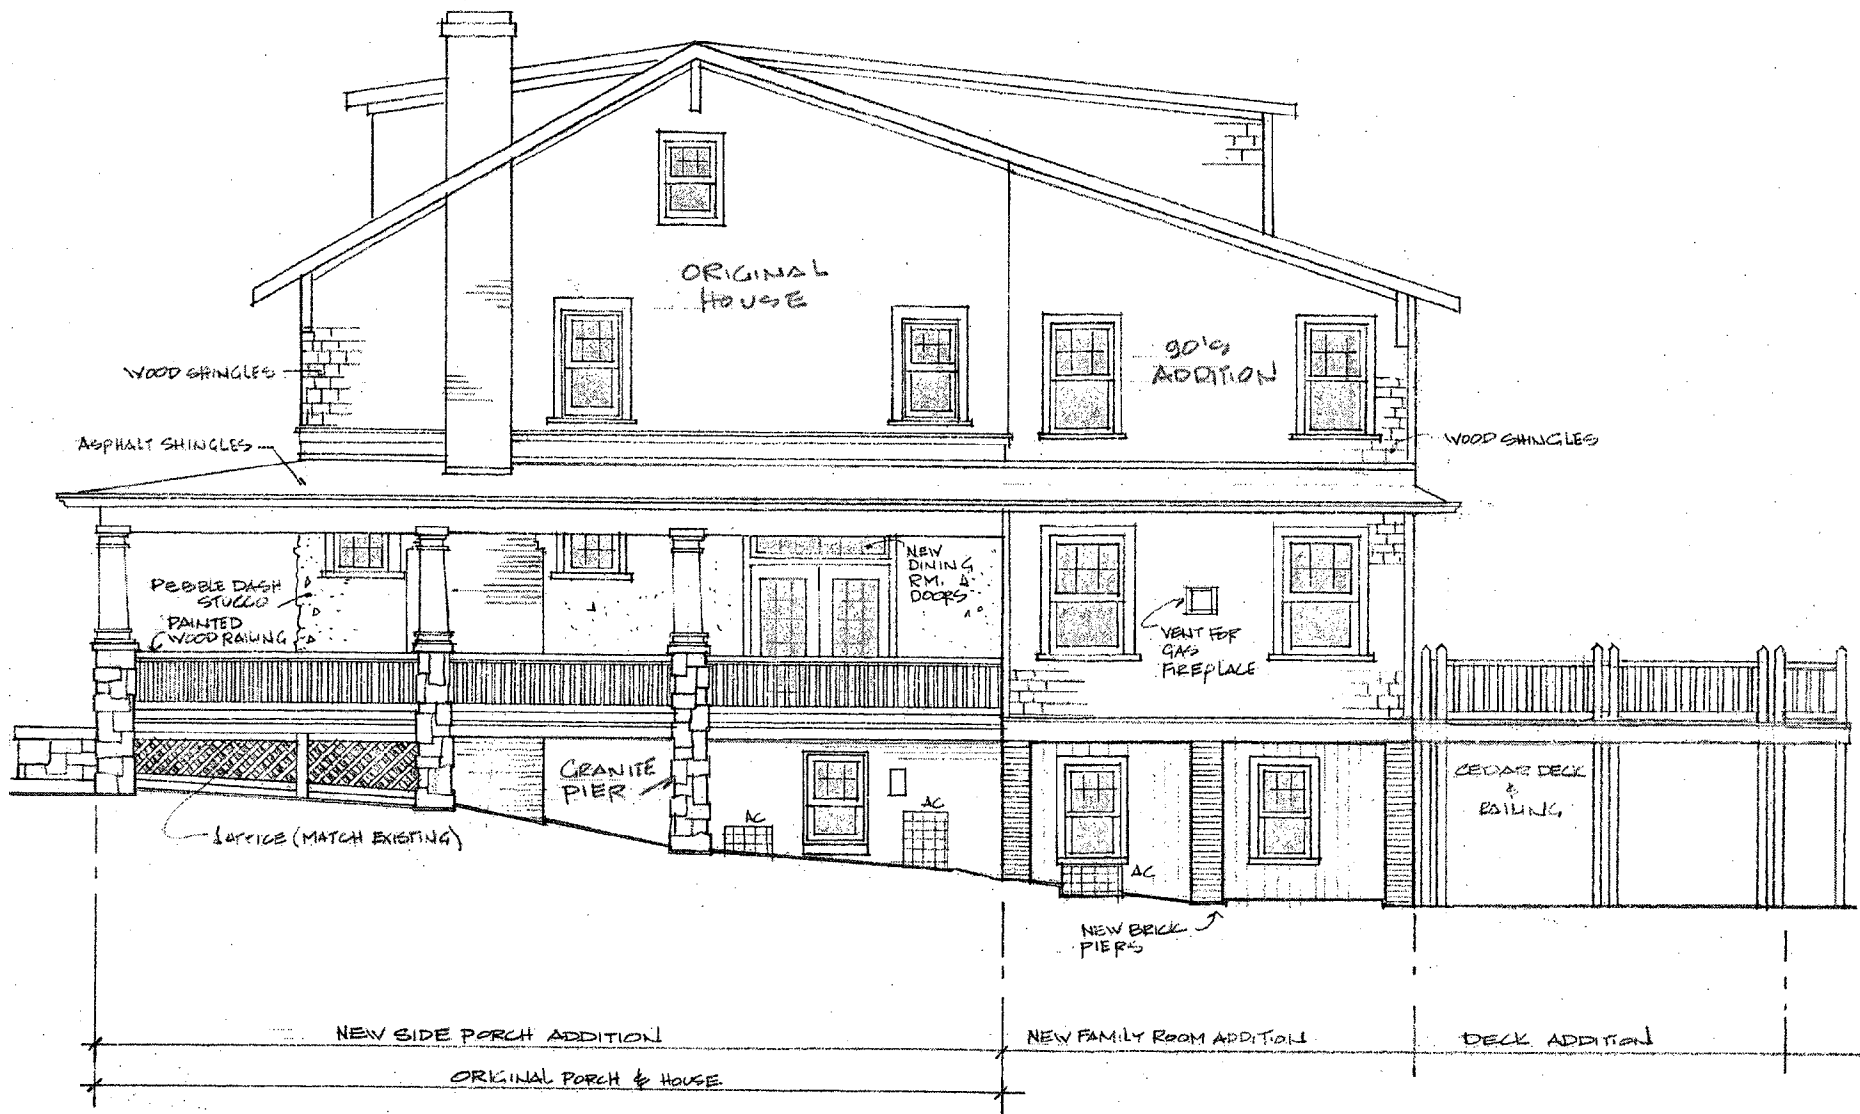 ORIGINAL
HOUSE
90'S
ADDITION
WOOD SHINGLES
ASPHALT SHINGLES
WOOD SHINGLES
NEW
DINING
RM.
DOORS
PEBBLE DASH
STUCCO
PAINTED
WOOD RAILING
VENT FOR
GAS
FIREPLACE
GRANITE
PIER
AC
AC
AC
CEDAR DECK
&
RAILING
LATTICE (MATCH EXISTING)
NEW BRICK
PIERS
NEW SIDE PORCH ADDITION
NEW FAMILY ROOM ADDITION
DECK ADDITION
ORIGINAL PORCH & HOUSE